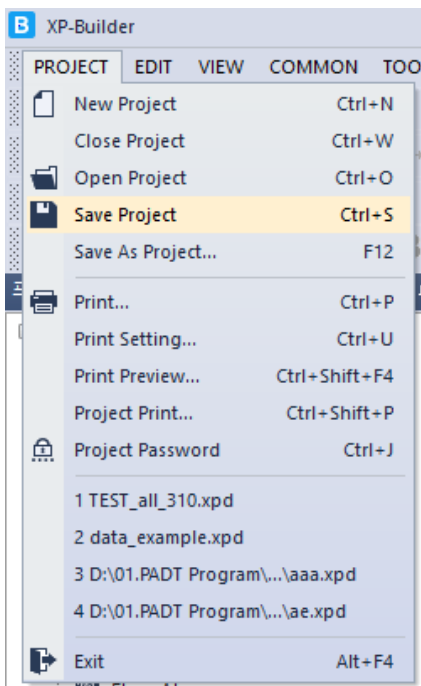 B XP-Builder
PROJECT EDIT VIEW COMMON
New Project Ctrl+N
Close Project Ctrl+W
Open Project Ctrl+O
Save Project Ctrl+S
Save As Project... F12
Print... Ctrl+P
Print Setting... Ctrl+U
Print Preview... Ctrl+Shift+F4
Project Print... Ctrl+Shift+P
Project Password Ctrl+J
1 TEST_all_310.xpd
2 data_example.xpd
3 D:\01.PADT Program\...\aaa.xpd
4 D:\01.PADT Program\...\ae.xpd
Exit Alt+F4